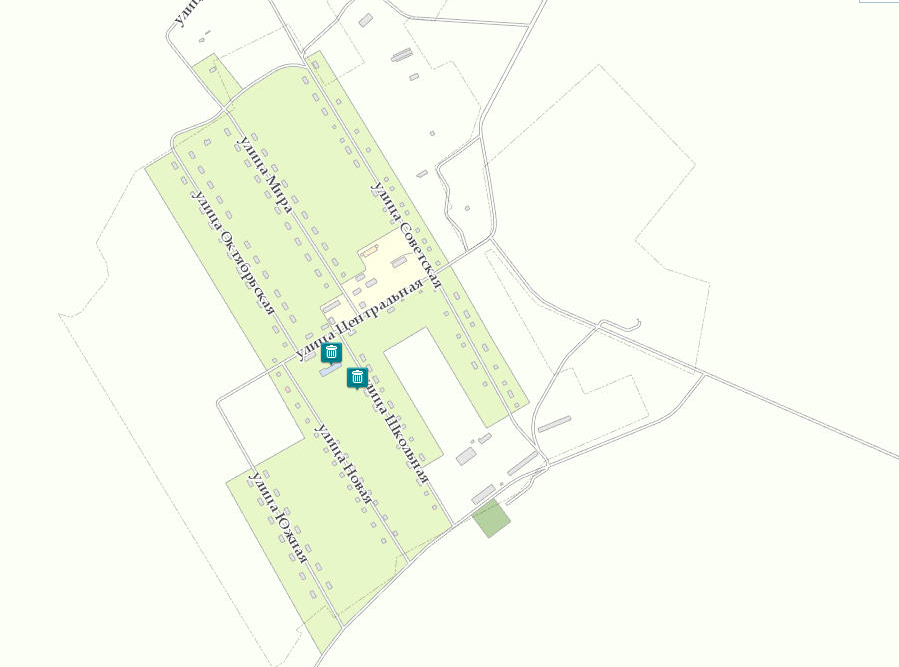 улица Мира
улица Октябрьская
улица Советская
улица Центральная
улица Школьная
улица Новая
улица Южная